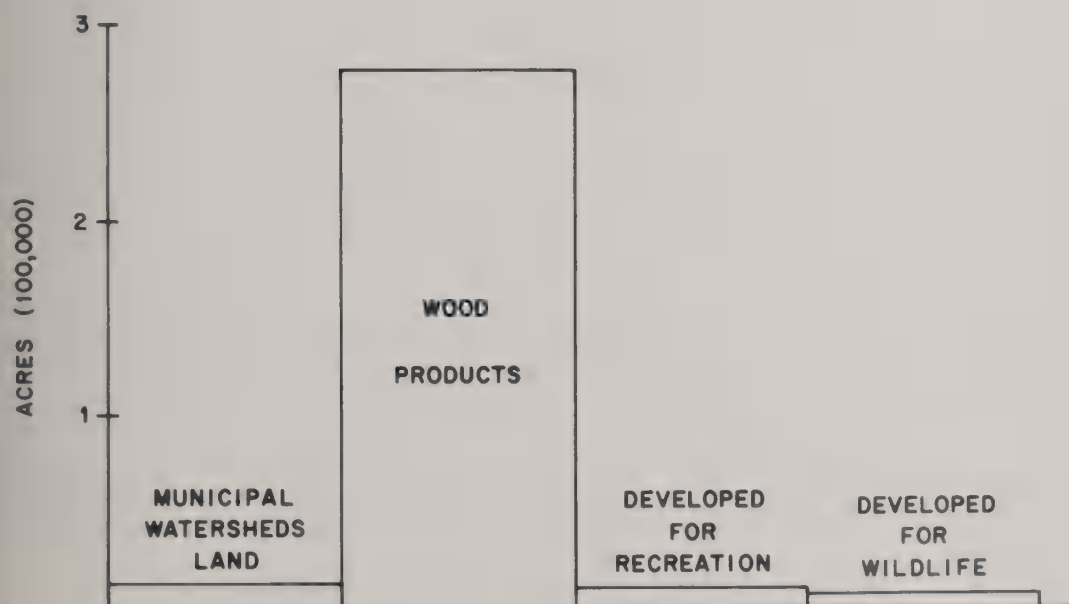 3
2
1
ACRES (100,000)
WOOD
PRODUCTS
MUNICIPAL
WATERSHEDS
LAND
DEVELOPED
FOR
RECREATION
DEVELOPED
FOR
WILDLIFE